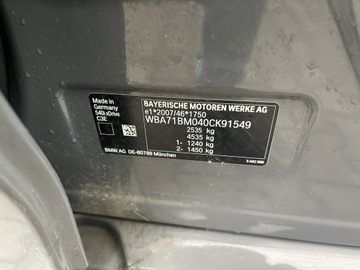 Made in
Germany
540i xDrive
C3E
BAYERISCHE MOTOREN WERKE AG
e1*2007/46*1750
WBA71BM040CK91549
2535 kg
4535 kg
1- 1240 kg
2- 1450 kg
BMW AG DE-80788 München